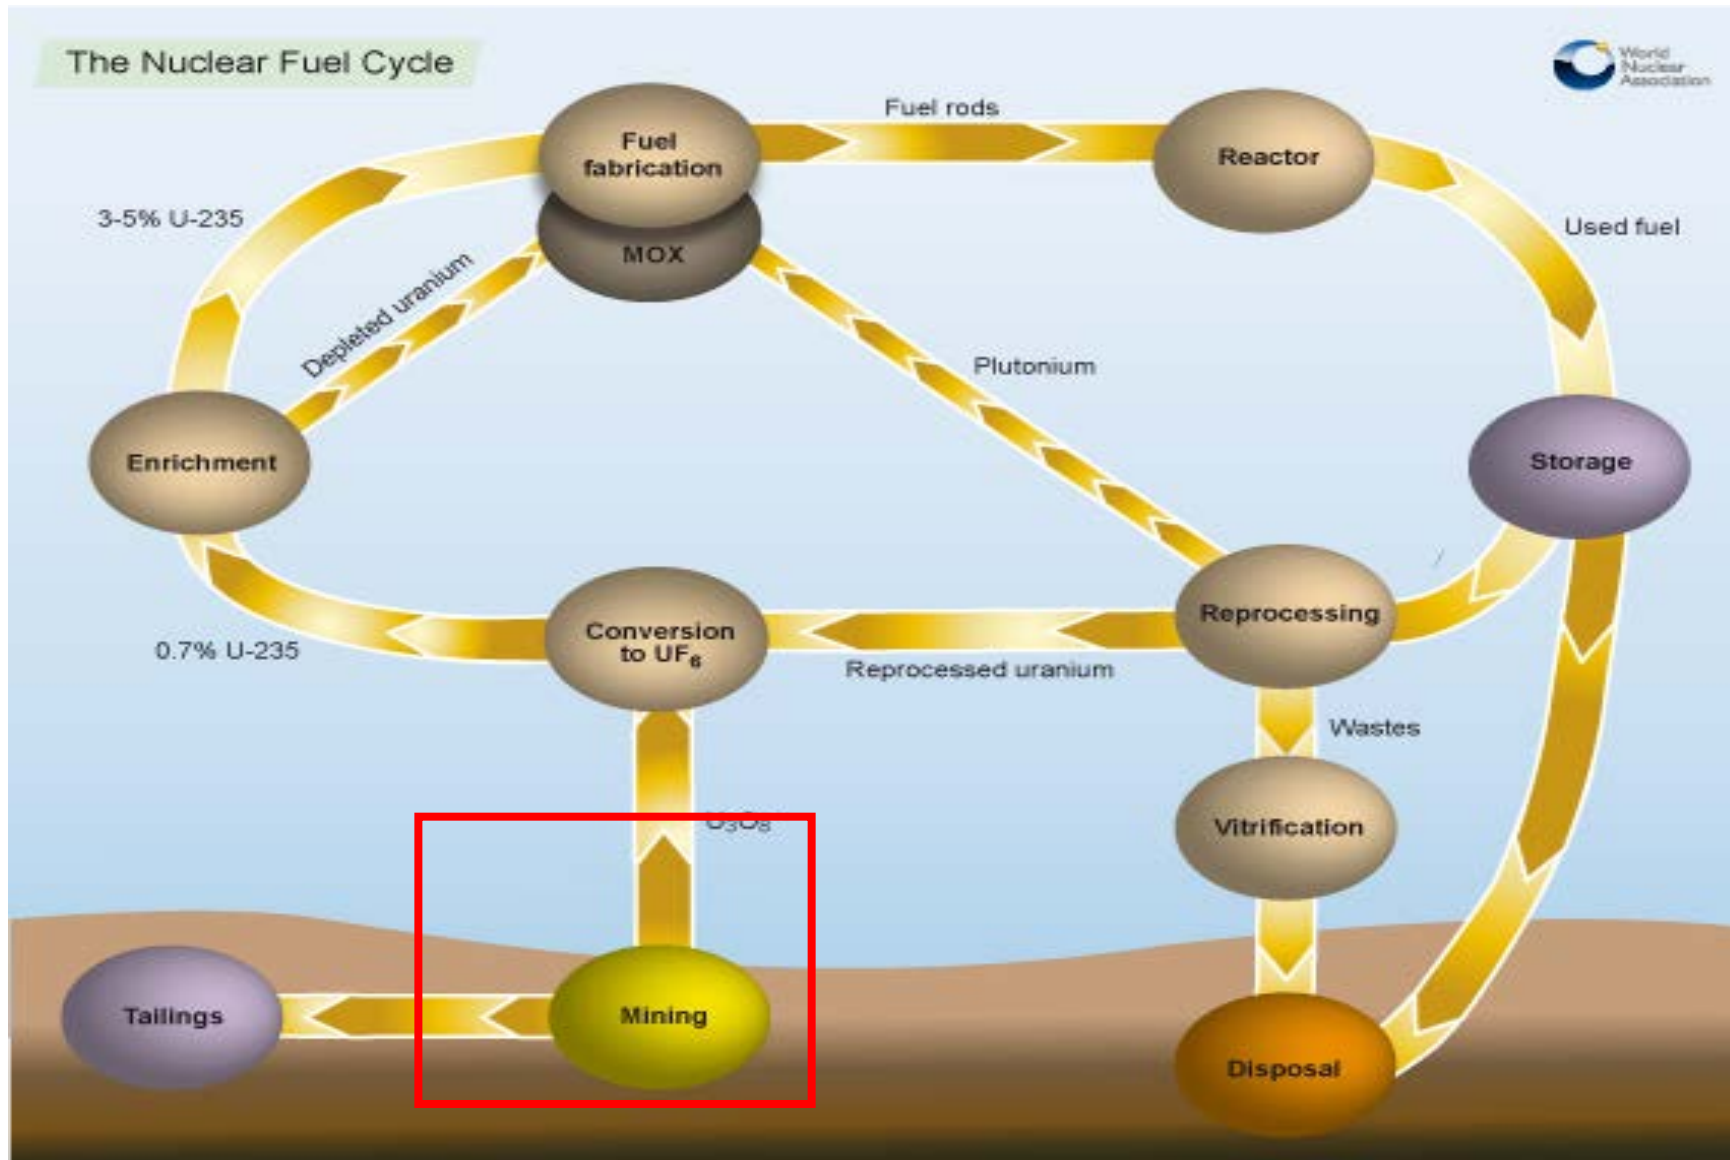 The Nuclear Fuel Cycle
World
Nuclear
Association
Fuel rods
Fuel
fabrication
Reactor
3-5% U-235
Used fuel
MOX
Depleted uranium
Plutonium
Enrichment
Storage
Reprocessing
Conversion
to UF₆
0.7% U-235
Reprocessed uranium
Wastes
U₃O₈
Vitrification
Tailings
Mining
Disposal